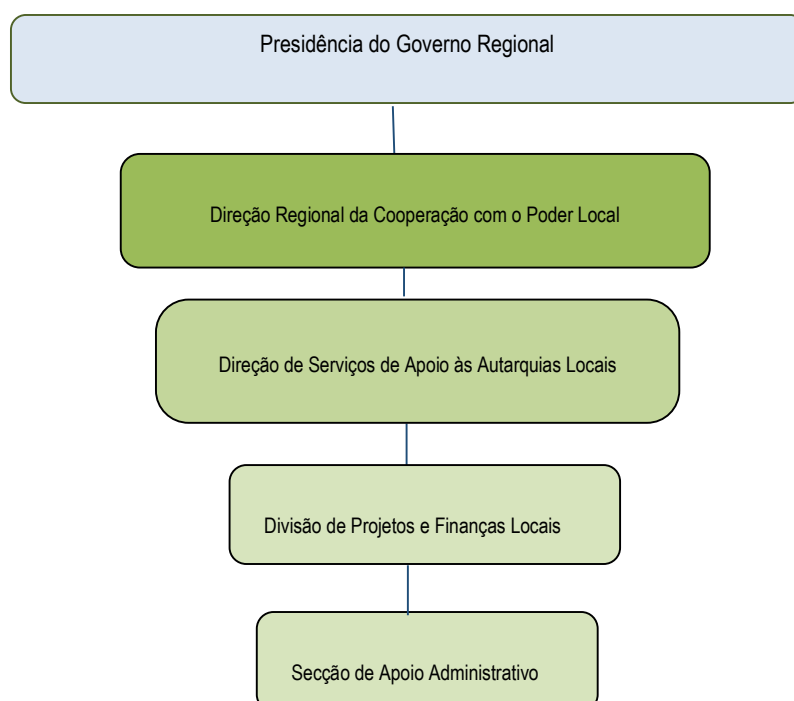 Presidência do Governo Regional
Direção Regional da Cooperação com o Poder Local
Direção de Serviços de Apoio às Autarquias Locais
Divisão de Projetos e Finanças Locais
Secção de Apoio Administrativo